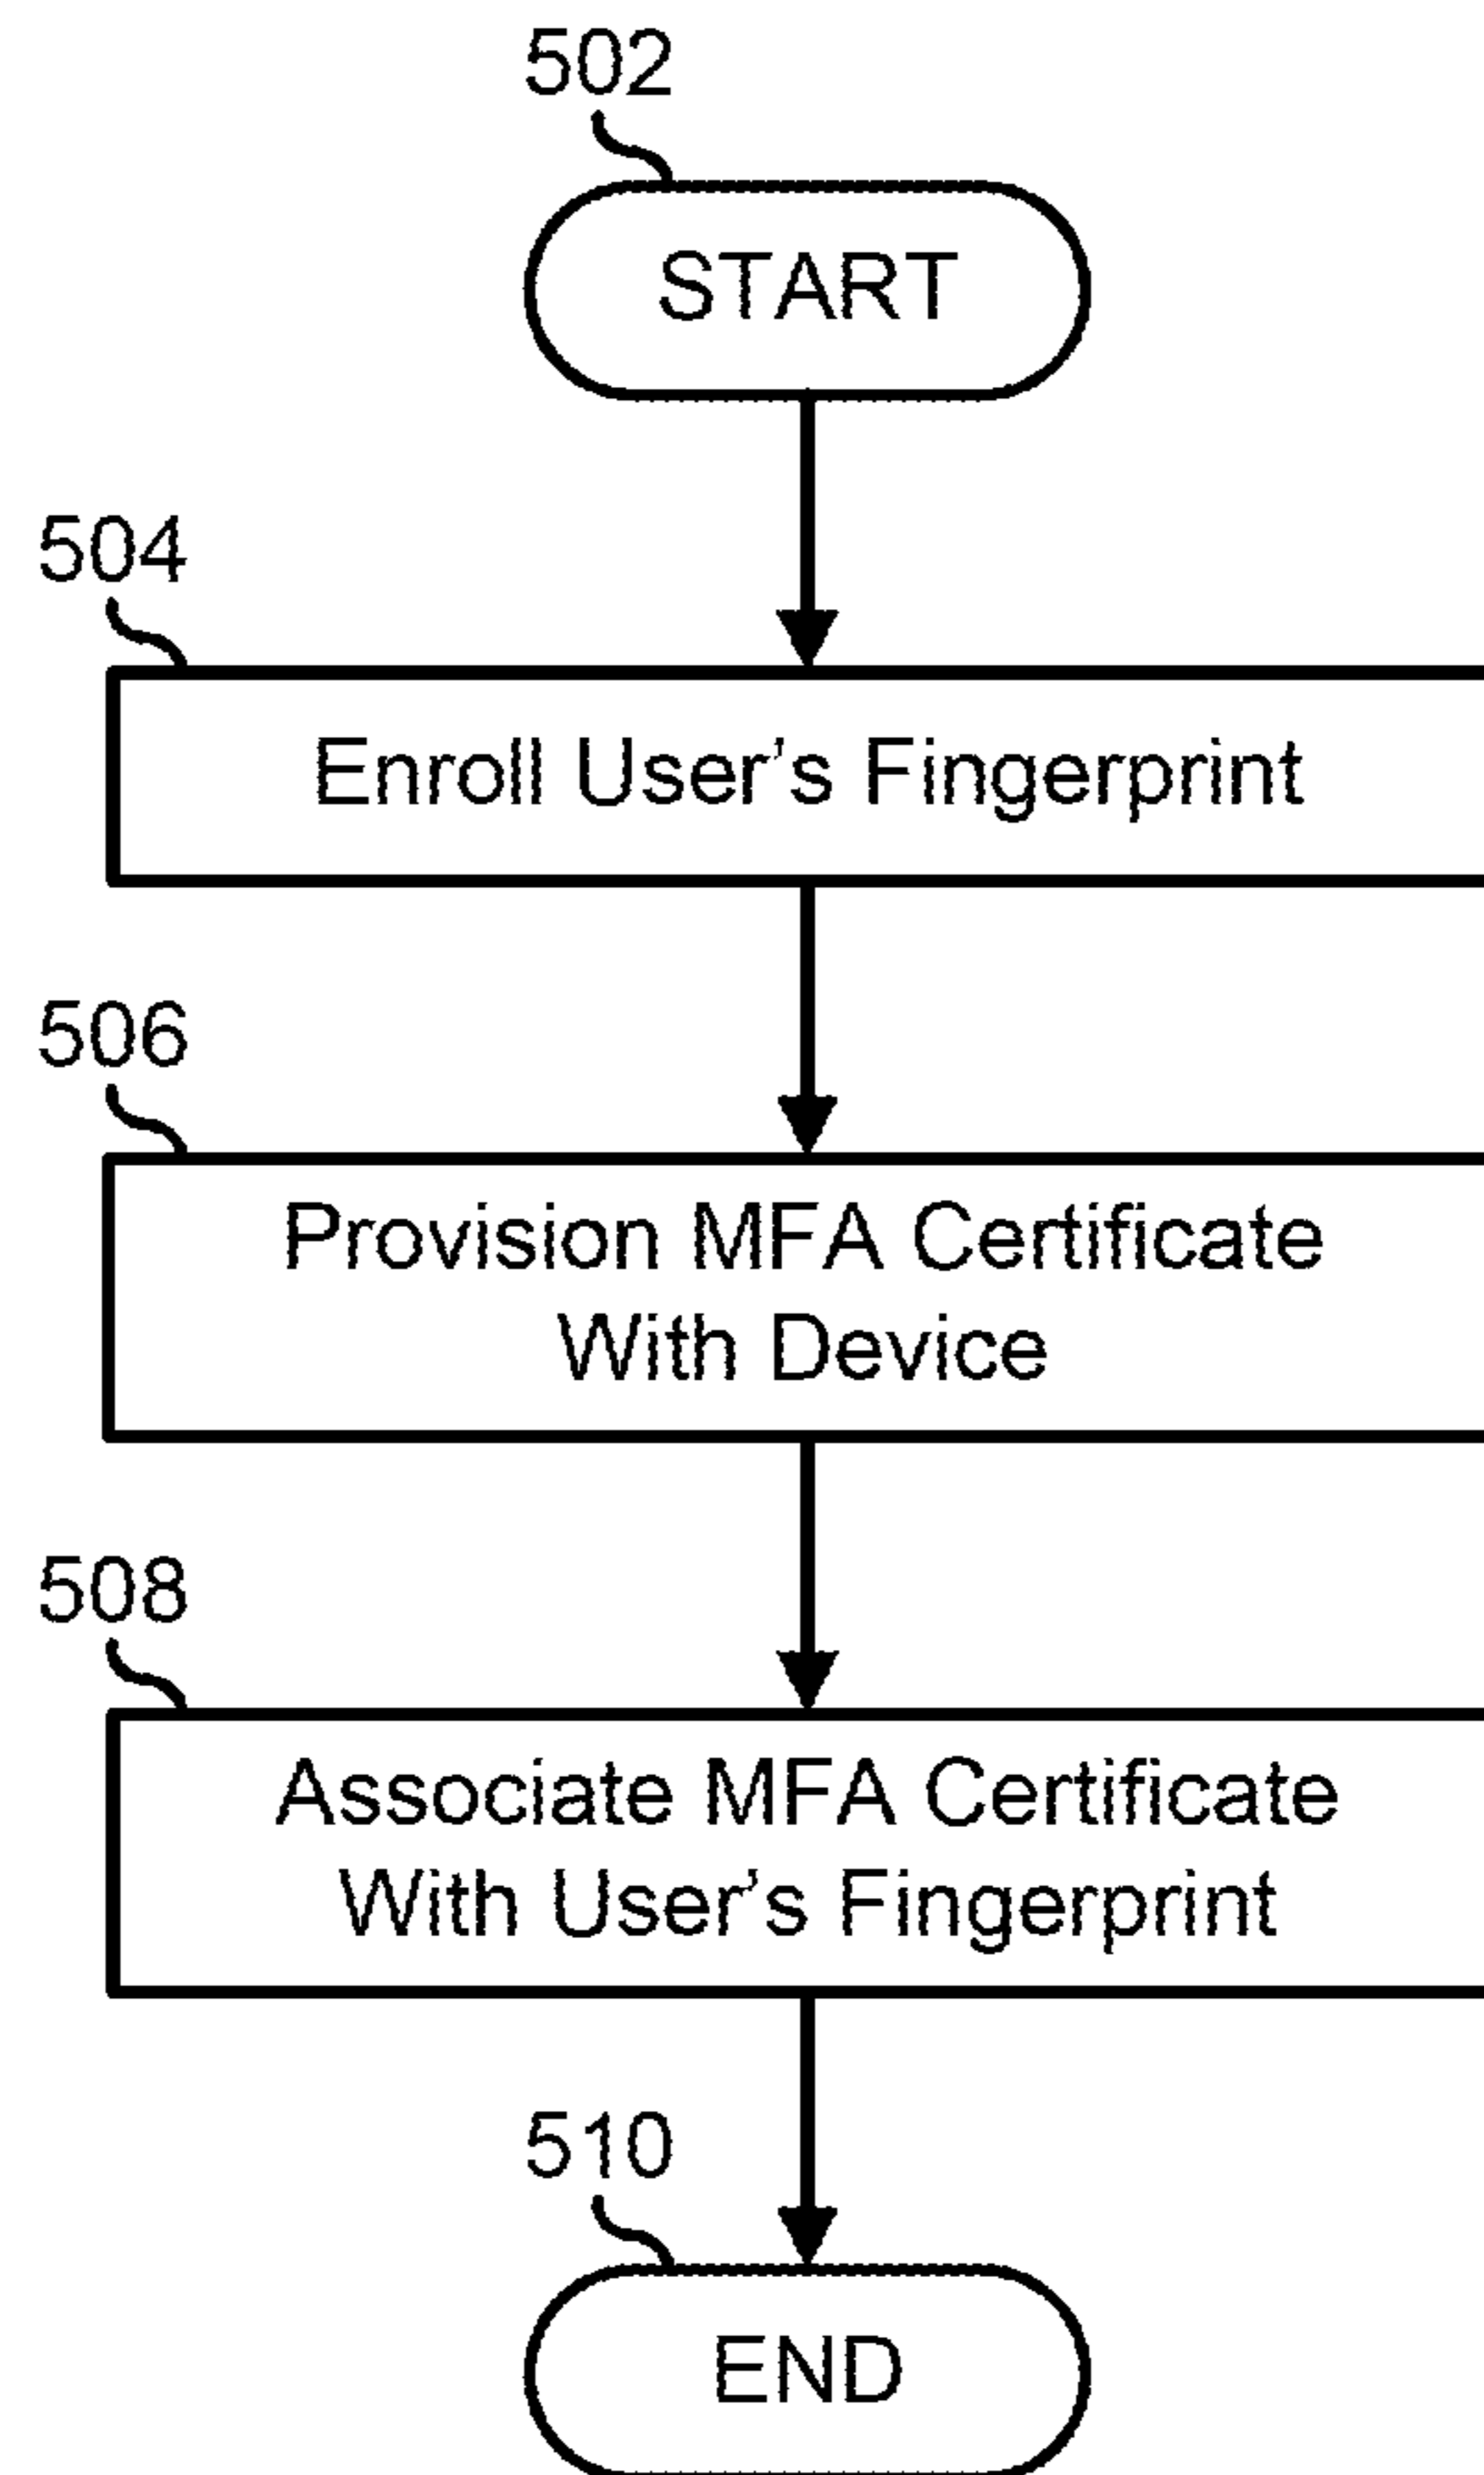 502
START
504
Enroll User's Fingerprint
506
Provision MFA Certificate
With Device
508
Associate MFA Certificate
With User's Fingerprint
510
END